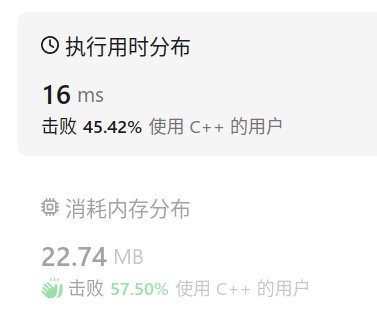 执行用时分布
16 ms
击败 45.42% 使用 C++ 的用户
消耗内存分布
22.74 MB
击败 57.50% 使用 C++ 的用户